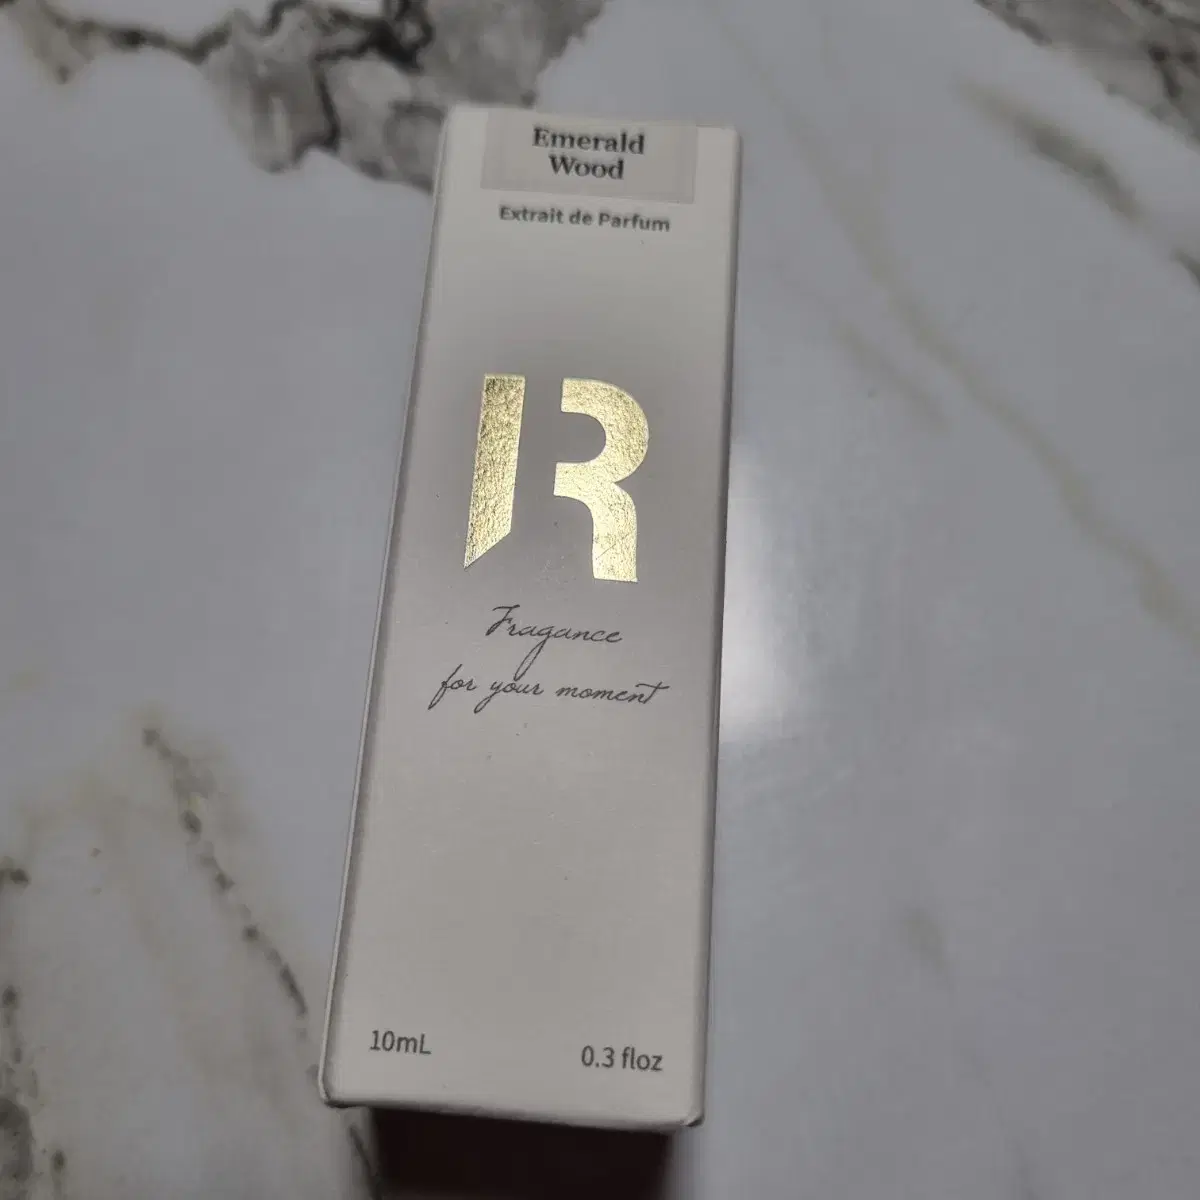 Emerald
Wood
Extrait de Parfum
R
Fragance
for your moment
10mL
0.3 floz